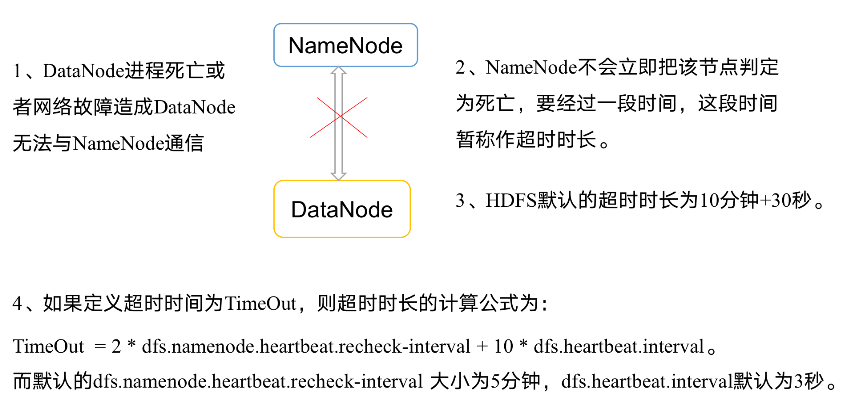 NameNode
1、DataNode进程死亡或
者网络故障造成DataNode
无法与NameNode通信
2、NameNode不会立即把该节点判定
为死亡，要经过一段时间，这段时间
暂称作超时时长。
DataNode
3、HDFS默认的超时时长为10分钟+30秒。
4、如果定义超时时间为TimeOut，则超时时长的计算公式为：
TimeOut = 2 * dfs.namenode.heartbeat.recheck-interval + 10 * dfs.heartbeat.interval。
而默认的dfs.namenode.heartbeat.recheck-interval 大小为5分钟，dfs.heartbeat.interval默认为3秒。